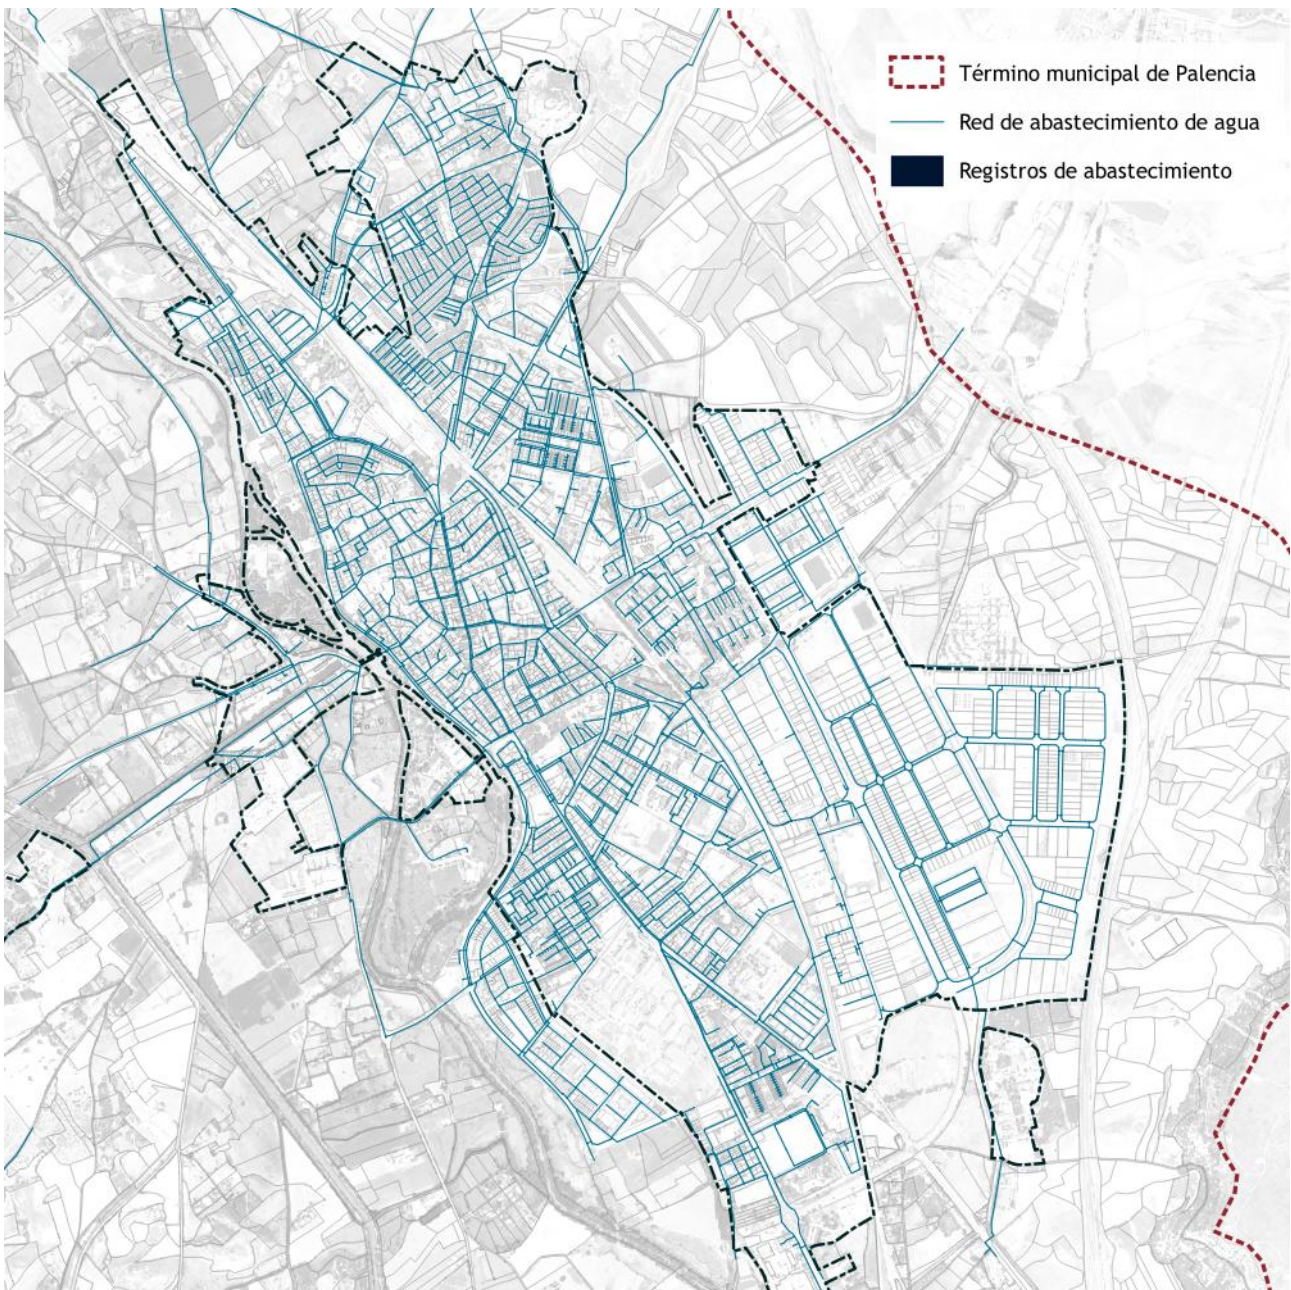 Término municipal de Palencia
Red de abastecimiento de agua
Registros de abastecimiento